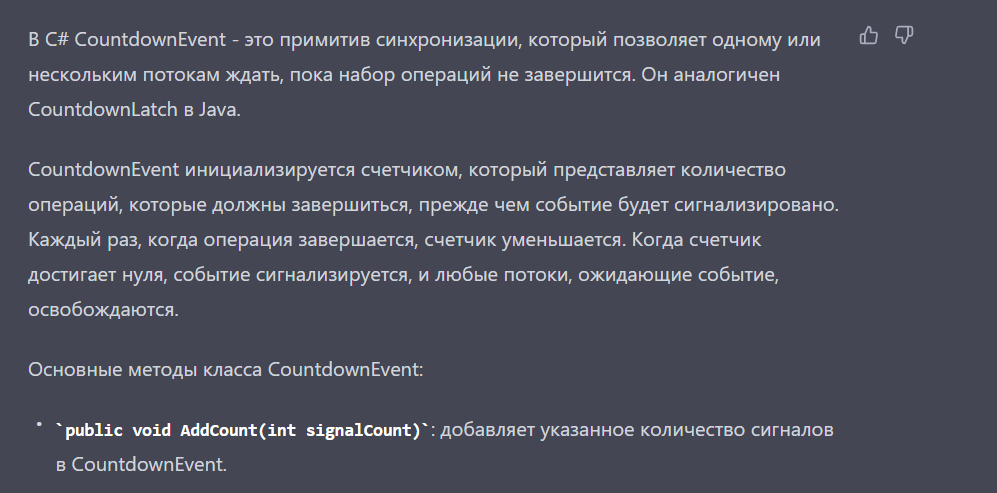 В C# CountdownEvent - это примитив синхронизации, который позволяет одному или
нескольким потокам ждать, пока набор операций не завершится. Он аналогичен
CountdownLatch в Java.
CountdownEvent инициализируется счетчиком, который представляет количество
операций, которые должны завершиться, прежде чем событие будет сигнализировано.
Каждый раз, когда операция завершается, счетчик уменьшается. Когда счетчик
достигает нуля, событие сигнализируется, и любые потоки, ожидающие событие,
освобождаются.
Основные методы класса CountdownEvent:
• `public void AddCount(int signalCount)`: добавляет указанное количество сигналов
в CountdownEvent.